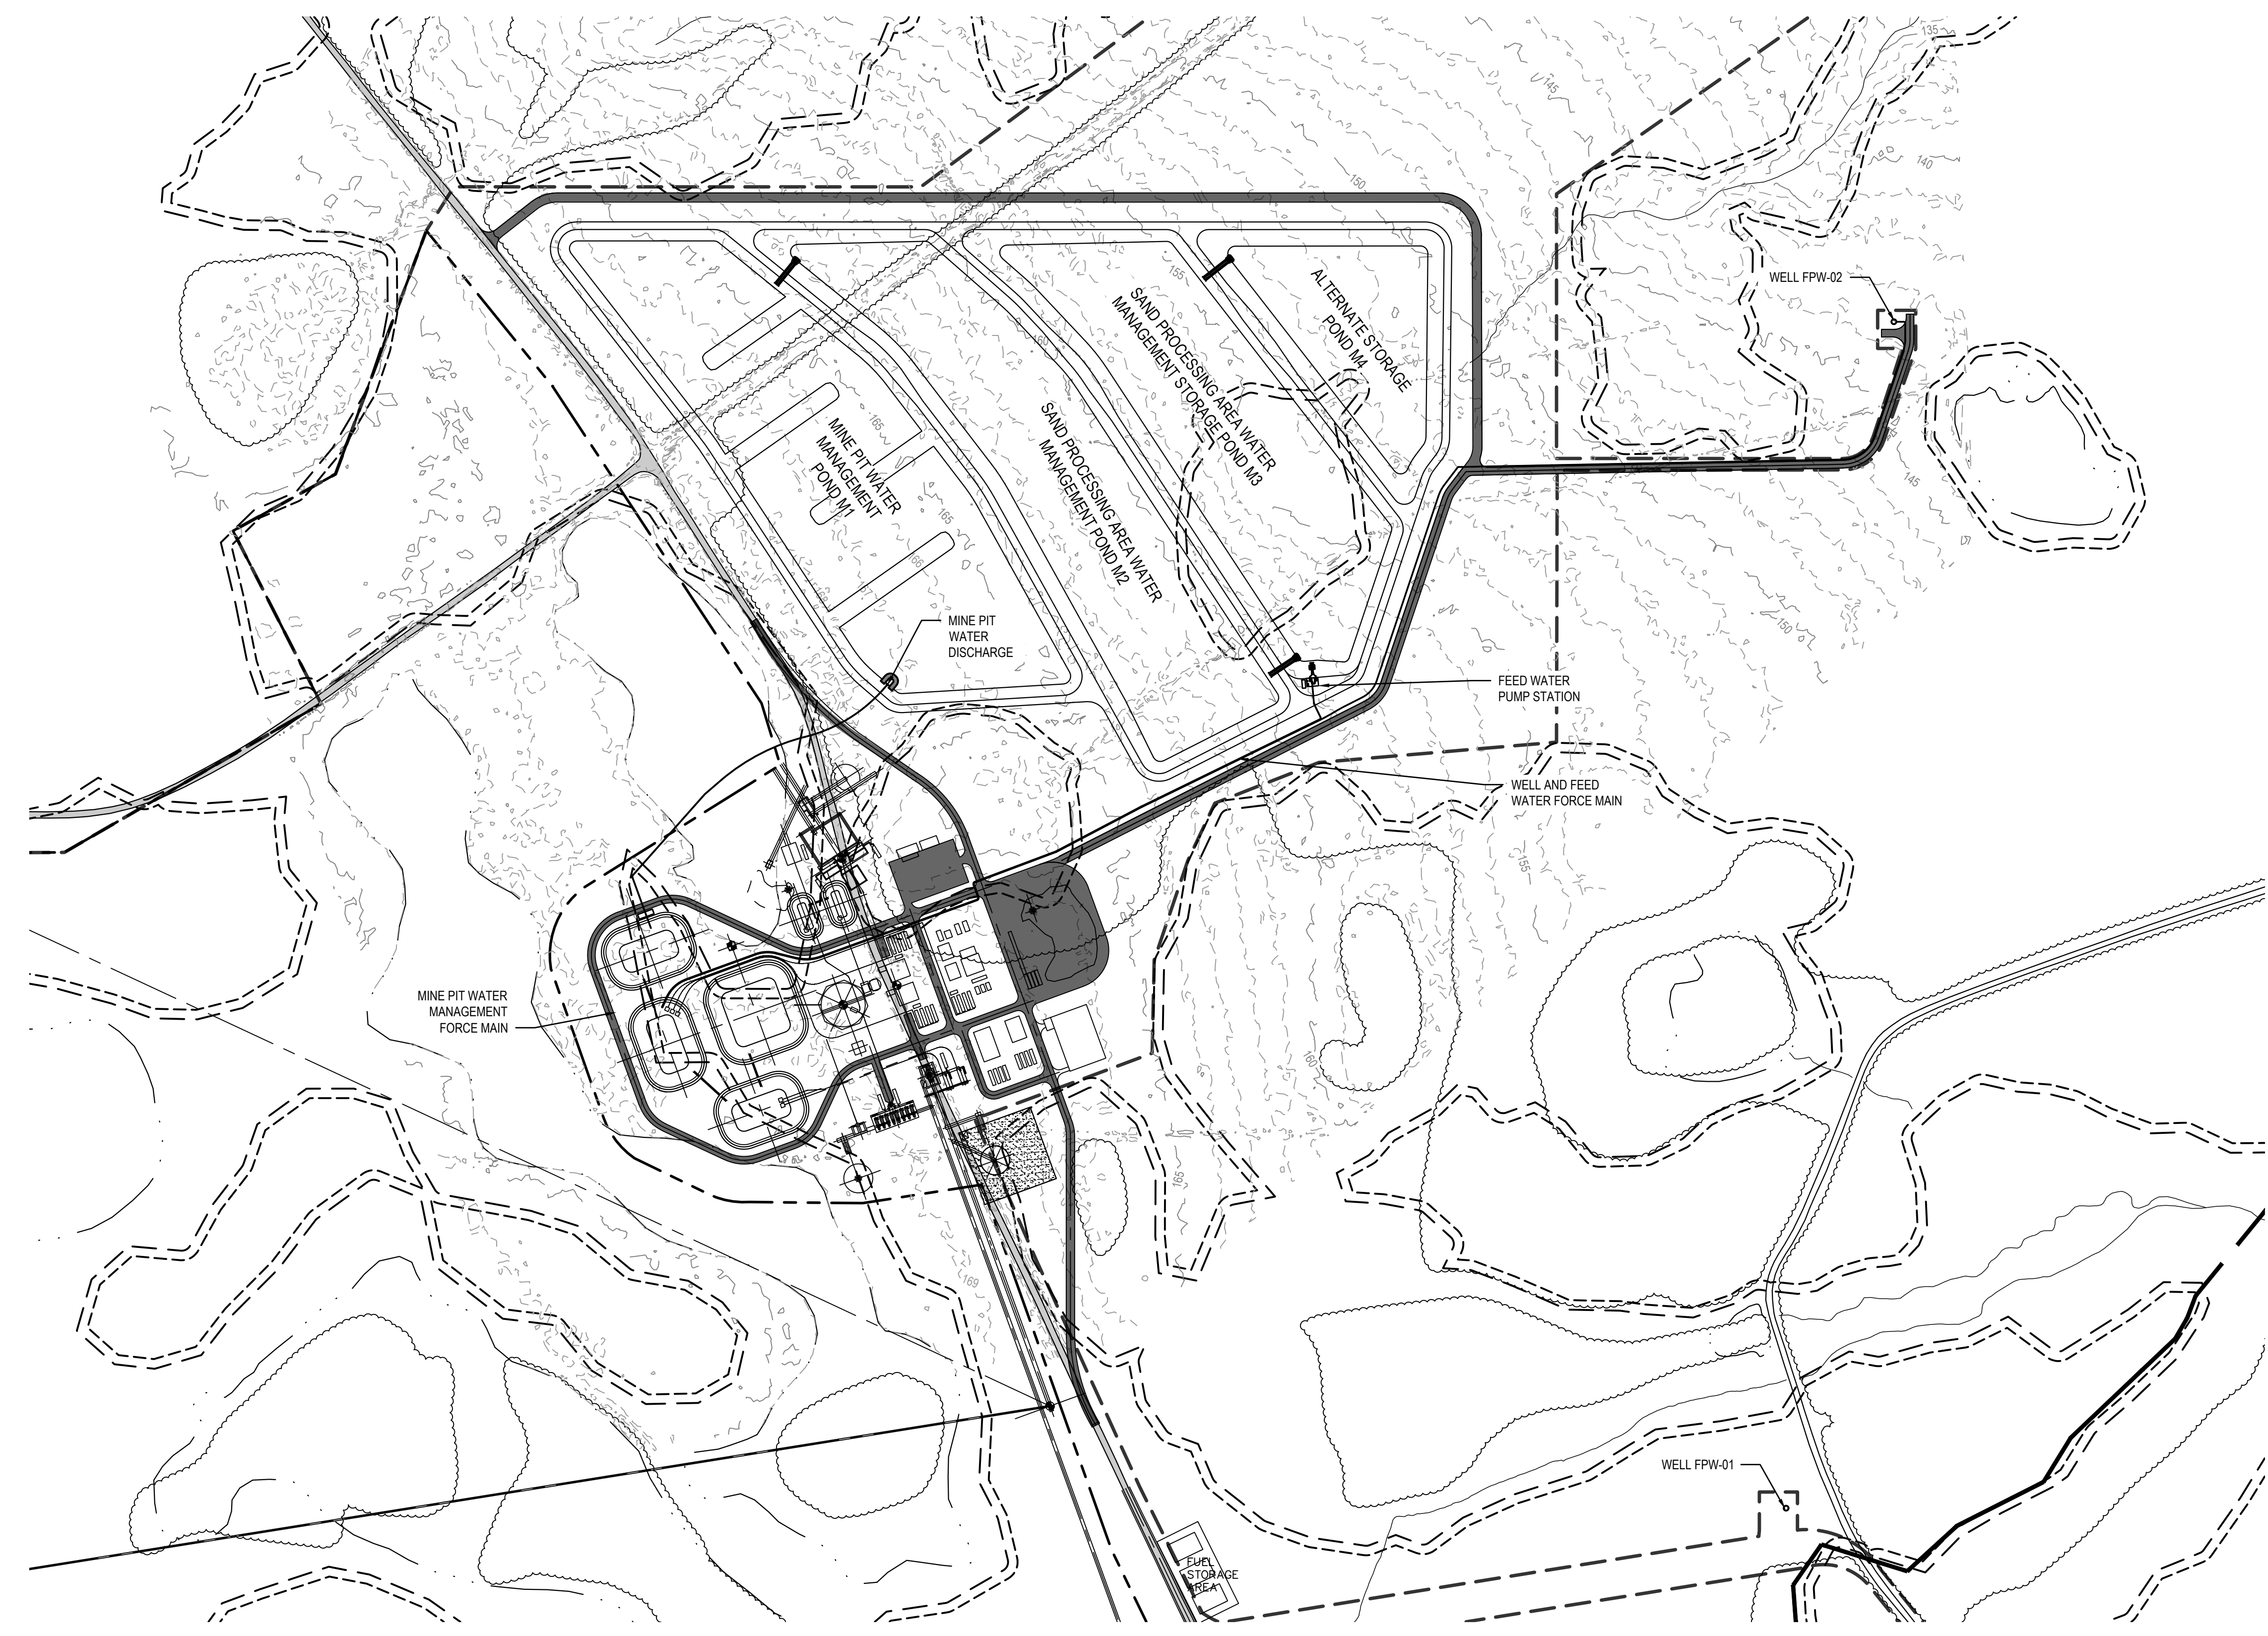 135
145
140
150
WELL FPW-02
155
ALTERNATE STORAGE
POND M4
SAND PROCESSING AREA WATER
MANAGEMENT STORAGE POND M3
160
165
MINE PIT WATER
MANAGEMENT
POND M1
SAND PROCESSING AREA WATER
MANAGEMENT POND M2
145
165
166
167
168
150
MINE PIT
WATER
DISCHARGE
FEED WATER
PUMP STATION
WELL AND FEED
WATER FORCE MAIN
155
MINE PIT WATER
MANAGEMENT
FORCE MAIN
160
165
169
WELL FPW-01
FUEL
STORAGE
AREA